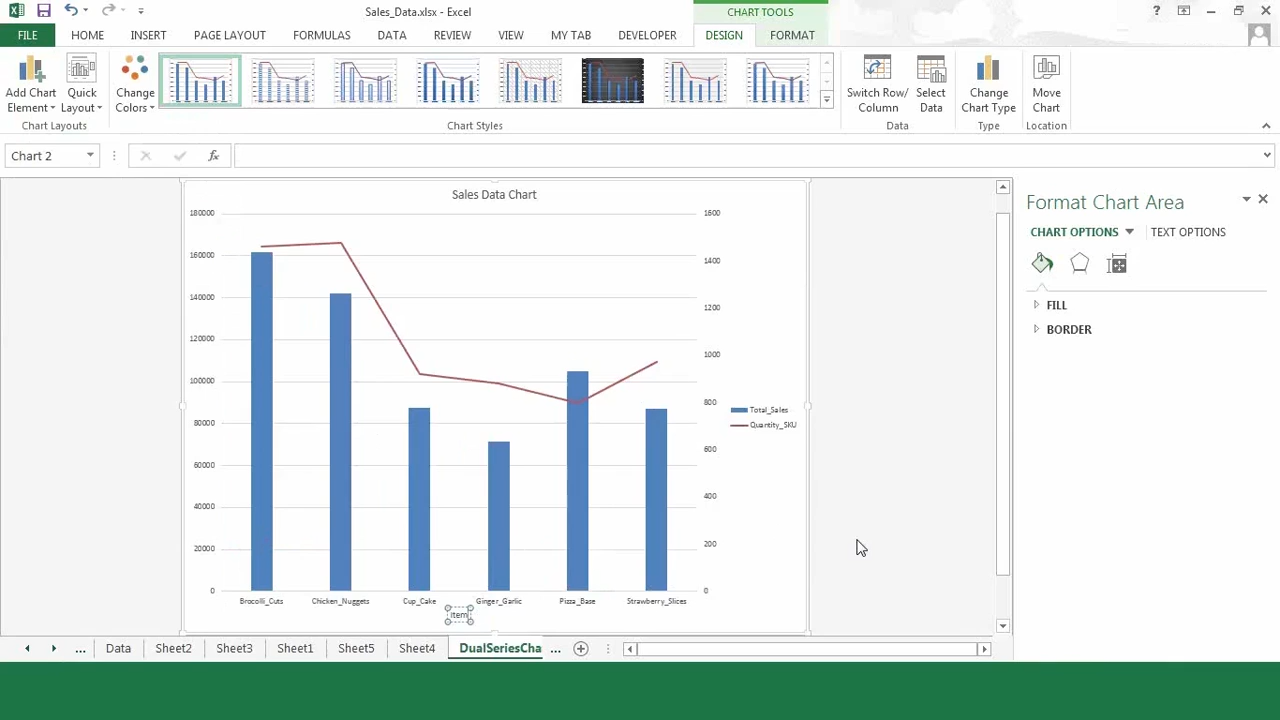 Sales_Data.xlsx - Excel
CHART TOOLS
?
FILE
HOME
INSERT
PAGE LAYOUT
FORMULAS
DATA
REVIEW
VIEW
MY TAB
DEVELOPER
DESIGN
FORMAT
Add Chart
Element
Quick
Layout
Change
Colors
Switch Row/
Column
Select
Data
Change
Chart Type
Move
Chart
Chart Layouts
Chart Styles
Data
Type
Location
Chart 2
fx
Sales Data Chart
180000
160000
140000
120000
100000
80000
60000
40000
20000
0
1600
1400
1200
1000
800
600
400
200
0
Total_Sales
Quantity_SKU
Brocolli_Cuts
Chicken_Nuggets
Cup_Cake
Ginger_Garlic
Pizza_Base
Strawberry_Slices
Item
Format Chart Area
CHART OPTIONS
TEXT OPTIONS
FILL
BORDER
...
Data
Sheet2
Sheet3
Sheet1
Sheet5
Sheet4
DualSeriesCha
...